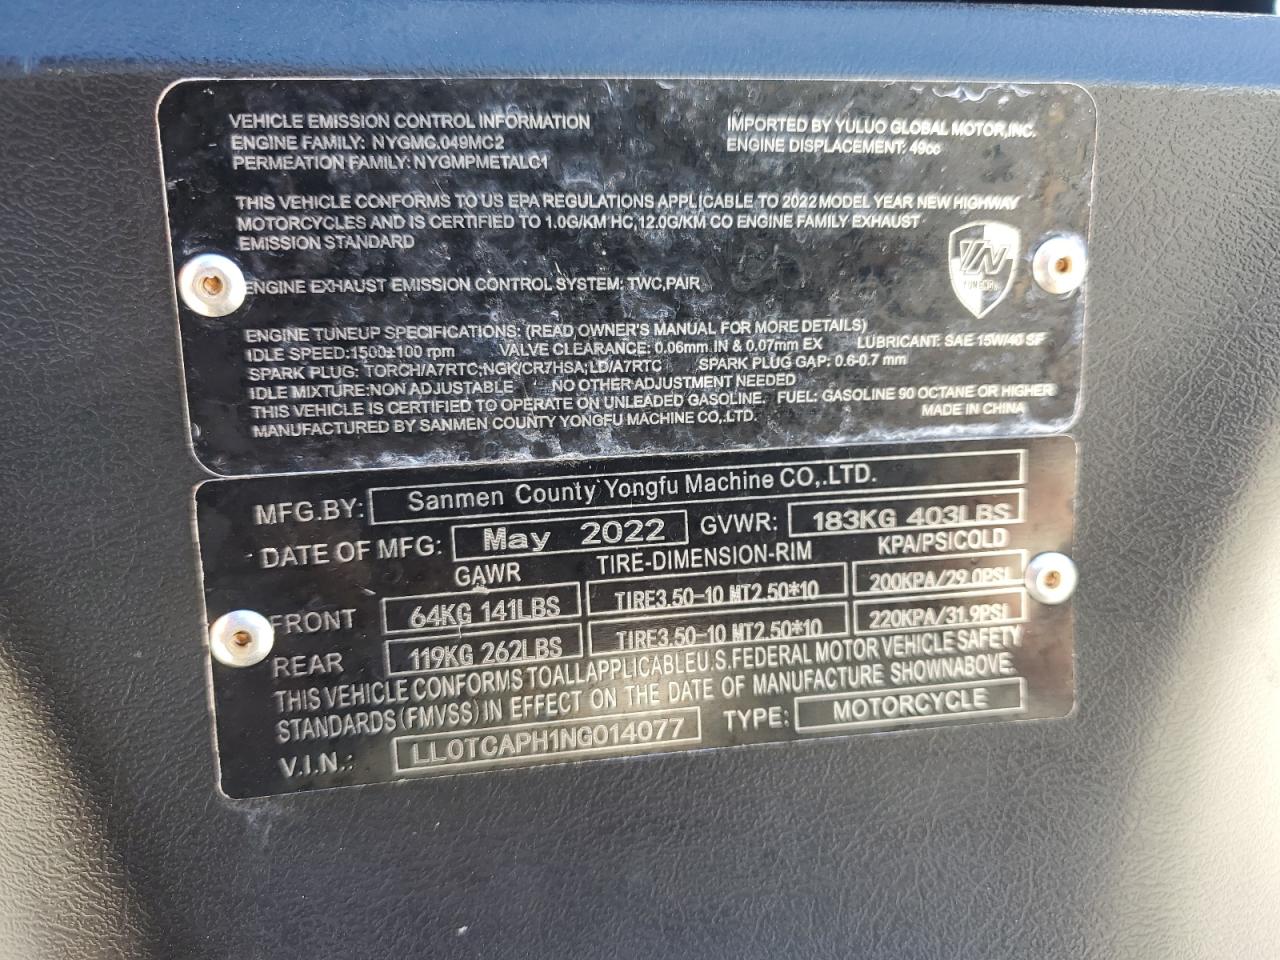 VEHICLE EMISSION CONTROL INFORMATION
ENGINE FAMILY: NYGMC.049MC2
PERMEATION FAMILY: NYGMPMETALC1
IMPORTED BY YULUO GLOBAL MOTOR,INC.
ENGINE DISPLACEMENT: 49cc
THIS VEHICLE CONFORMS TO US EPA REGULATIONS APPLICABLE TO 2022 MODEL YEAR NEW HIGHWAY
MOTORCYCLES AND IS CERTIFIED TO 1.0G/KM HC,12.0G/KM CO ENGINE FAMILY EXHAUST
EMISSION STANDARD
ENGINE EXHAUST EMISSION CONTROL SYSTEM: TWC,PAIR
ENGINE TUNEUP SPECIFICATIONS: (READ OWNER'S MANUAL FOR MORE DETAILS)
IDLE SPEED:1500±100 rpm VALVE CLEARANCE: 0.06mm IN & 0.07mm EX LUBRICANT: SAE 15W/40 SF
SPARK PLUG: TORCH/A7RTC;NGK/CR7HSA;LD/A7RTC SPARK PLUG GAP: 0.6-0.7 mm
IDLE MIXTURE:NON ADJUSTABLE NO OTHER ADJUSTMENT NEEDED
THIS VEHICLE IS CERTIFIED TO OPERATE ON UNLEADED GASOLINE. FUEL: GASOLINE 90 OCTANE OR HIGHER
MANUFACTURED BY SANMEN COUNTY YONGFU MACHINE CO,.LTD. MADE IN CHINA
MFG.BY: Sanmen County Yongfu Machine CO,.LTD.
DATE OF MFG: May 2022 GVWR: 183KG 403LBS
GAWR TIRE-DIMENSION-RIM KPA/PSICOLD
FRONT 64KG 141LBS TIRE3.50-10 MT2.50*10 200KPA/29.0PSI
REAR 119KG 262LBS TIRE3.50-10 MT2.50*10 220KPA/31.9PSI
THIS VEHICLE CONFORMS TOALLAPPLICABLEU.S.FEDERAL MOTOR VEHICLE SAFETY
STANDARDS (FMVSS) IN EFFECT ON THE DATE OF MANUFACTURE SHOWNABOVE.
V.I.N.: LL0TCAPH1NG014077 TYPE: MOTORCYCLE